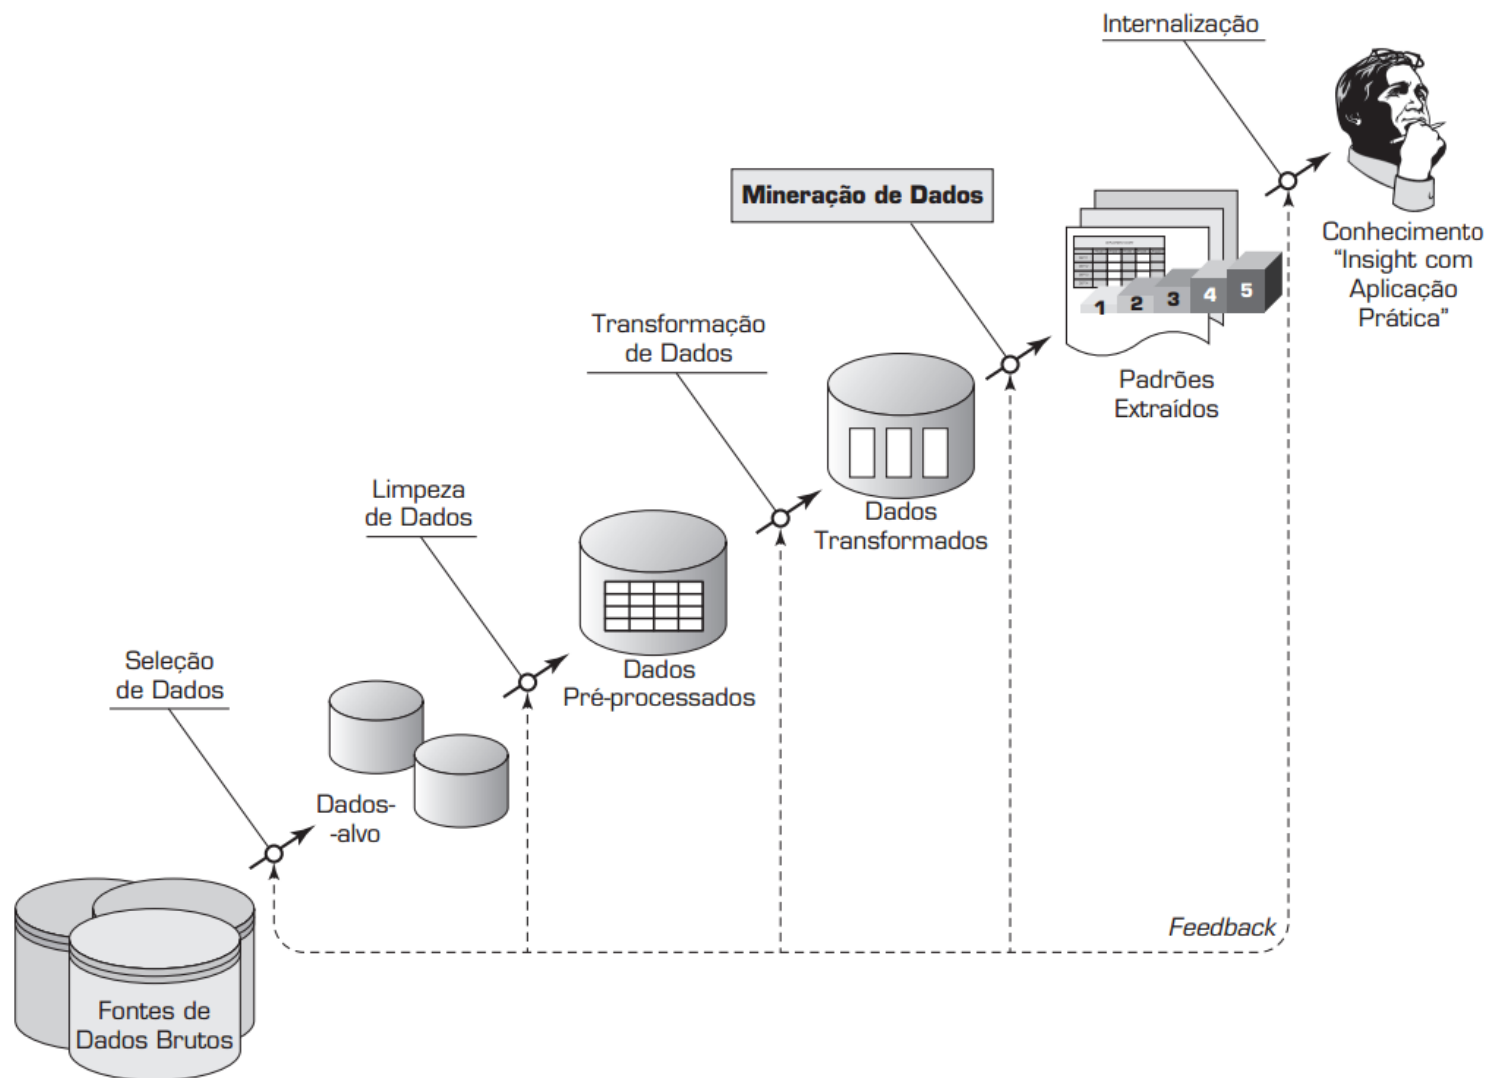 Internalização
Conhecimento
“Insight com
Aplicação
Prática”
Mineração de Dados
1 2 3 4 5
Padrões
Extraídos
Transformação
de Dados
Dados
Transformados
Limpeza
de Dados
Dados
Pré-processados
Seleção
de Dados
Dados-
-alvo
Feedback
Fontes de
Dados Brutos